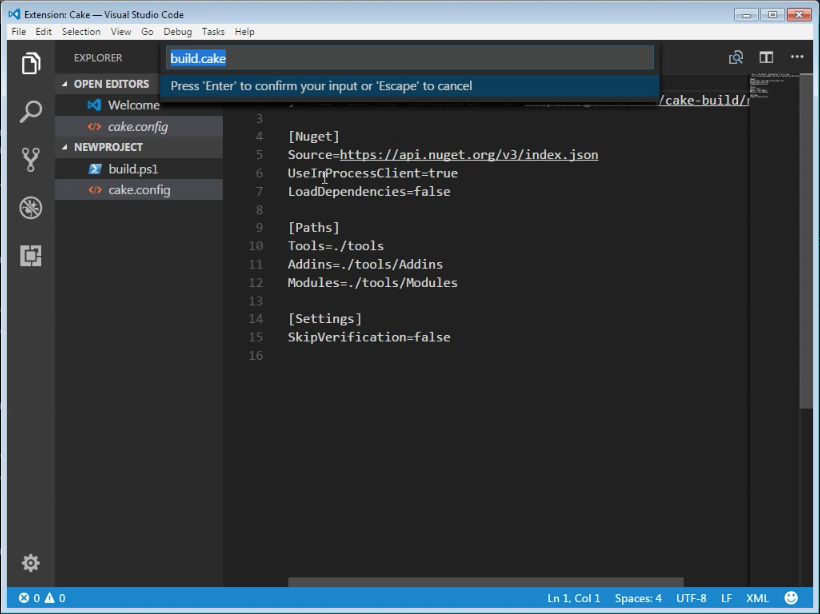 Extension: Cake — Visual Studio Code
File Edit Selection View Go Debug Tasks Help
EXPLORER
build.cake
Press 'Enter' to confirm your input or 'Escape' to cancel
OPEN EDITORS
Welcome
cake.config
NEWPROJECT
build.ps1
cake.config
/cake-build/r
3
4 [Nuget]
5 Source=https://api.nuget.org/v3/index.json
6 UseInProcessClient=true
7 LoadDependencies=false
8
9 [Paths]
10 Tools=./tools
11 Addins=./tools/Addins
12 Modules=./tools/Modules
13
14 [Settings]
15 SkipVerification=false
16
0 0 Ln 1, Col 1 Spaces: 4 UTF-8 LF XML